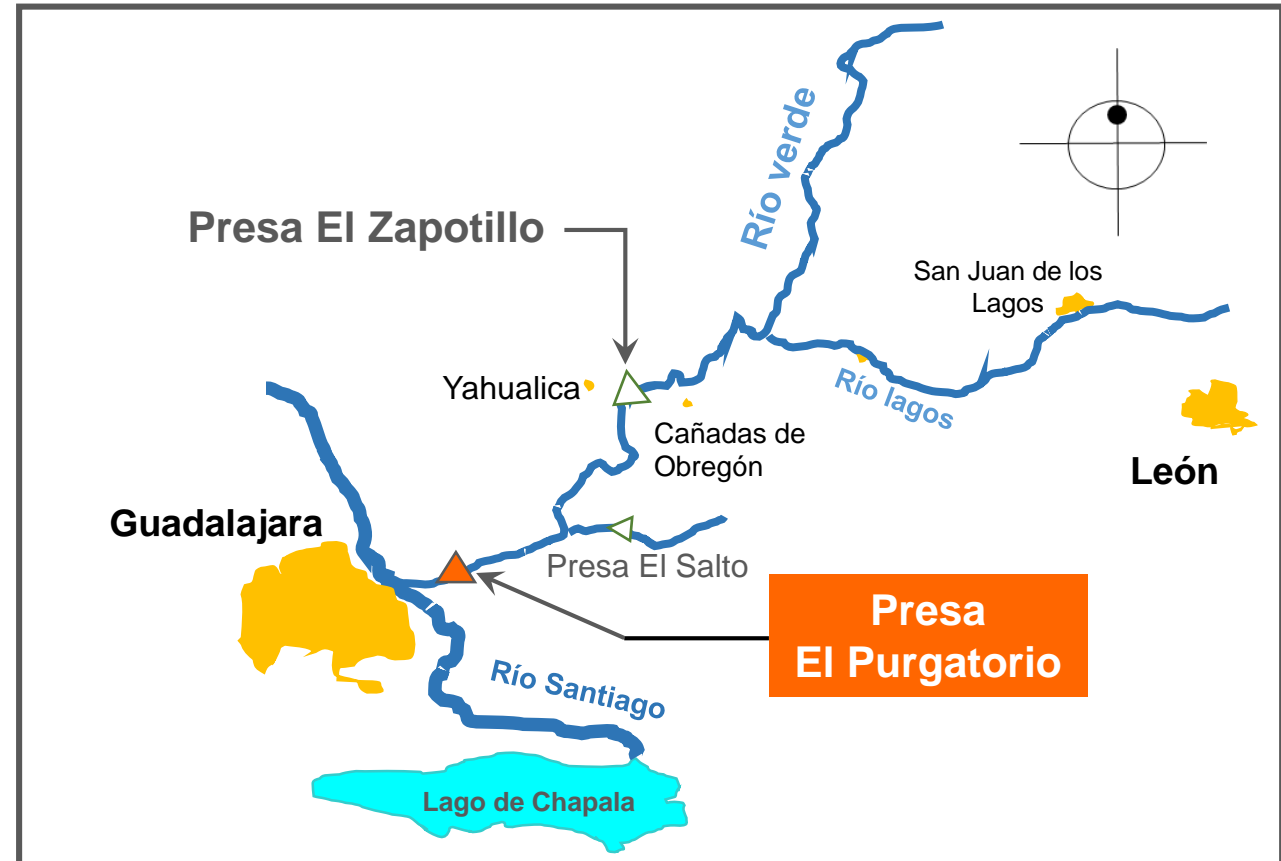 Río verde
Presa El Zapotillo
San Juan de los
Lagos
Yahualica
Río lagos
Cañadas de
Obregón
León
Guadalajara
Presa El Salto
Presa
El Purgatorio
Río Santiago
Lago de Chapala